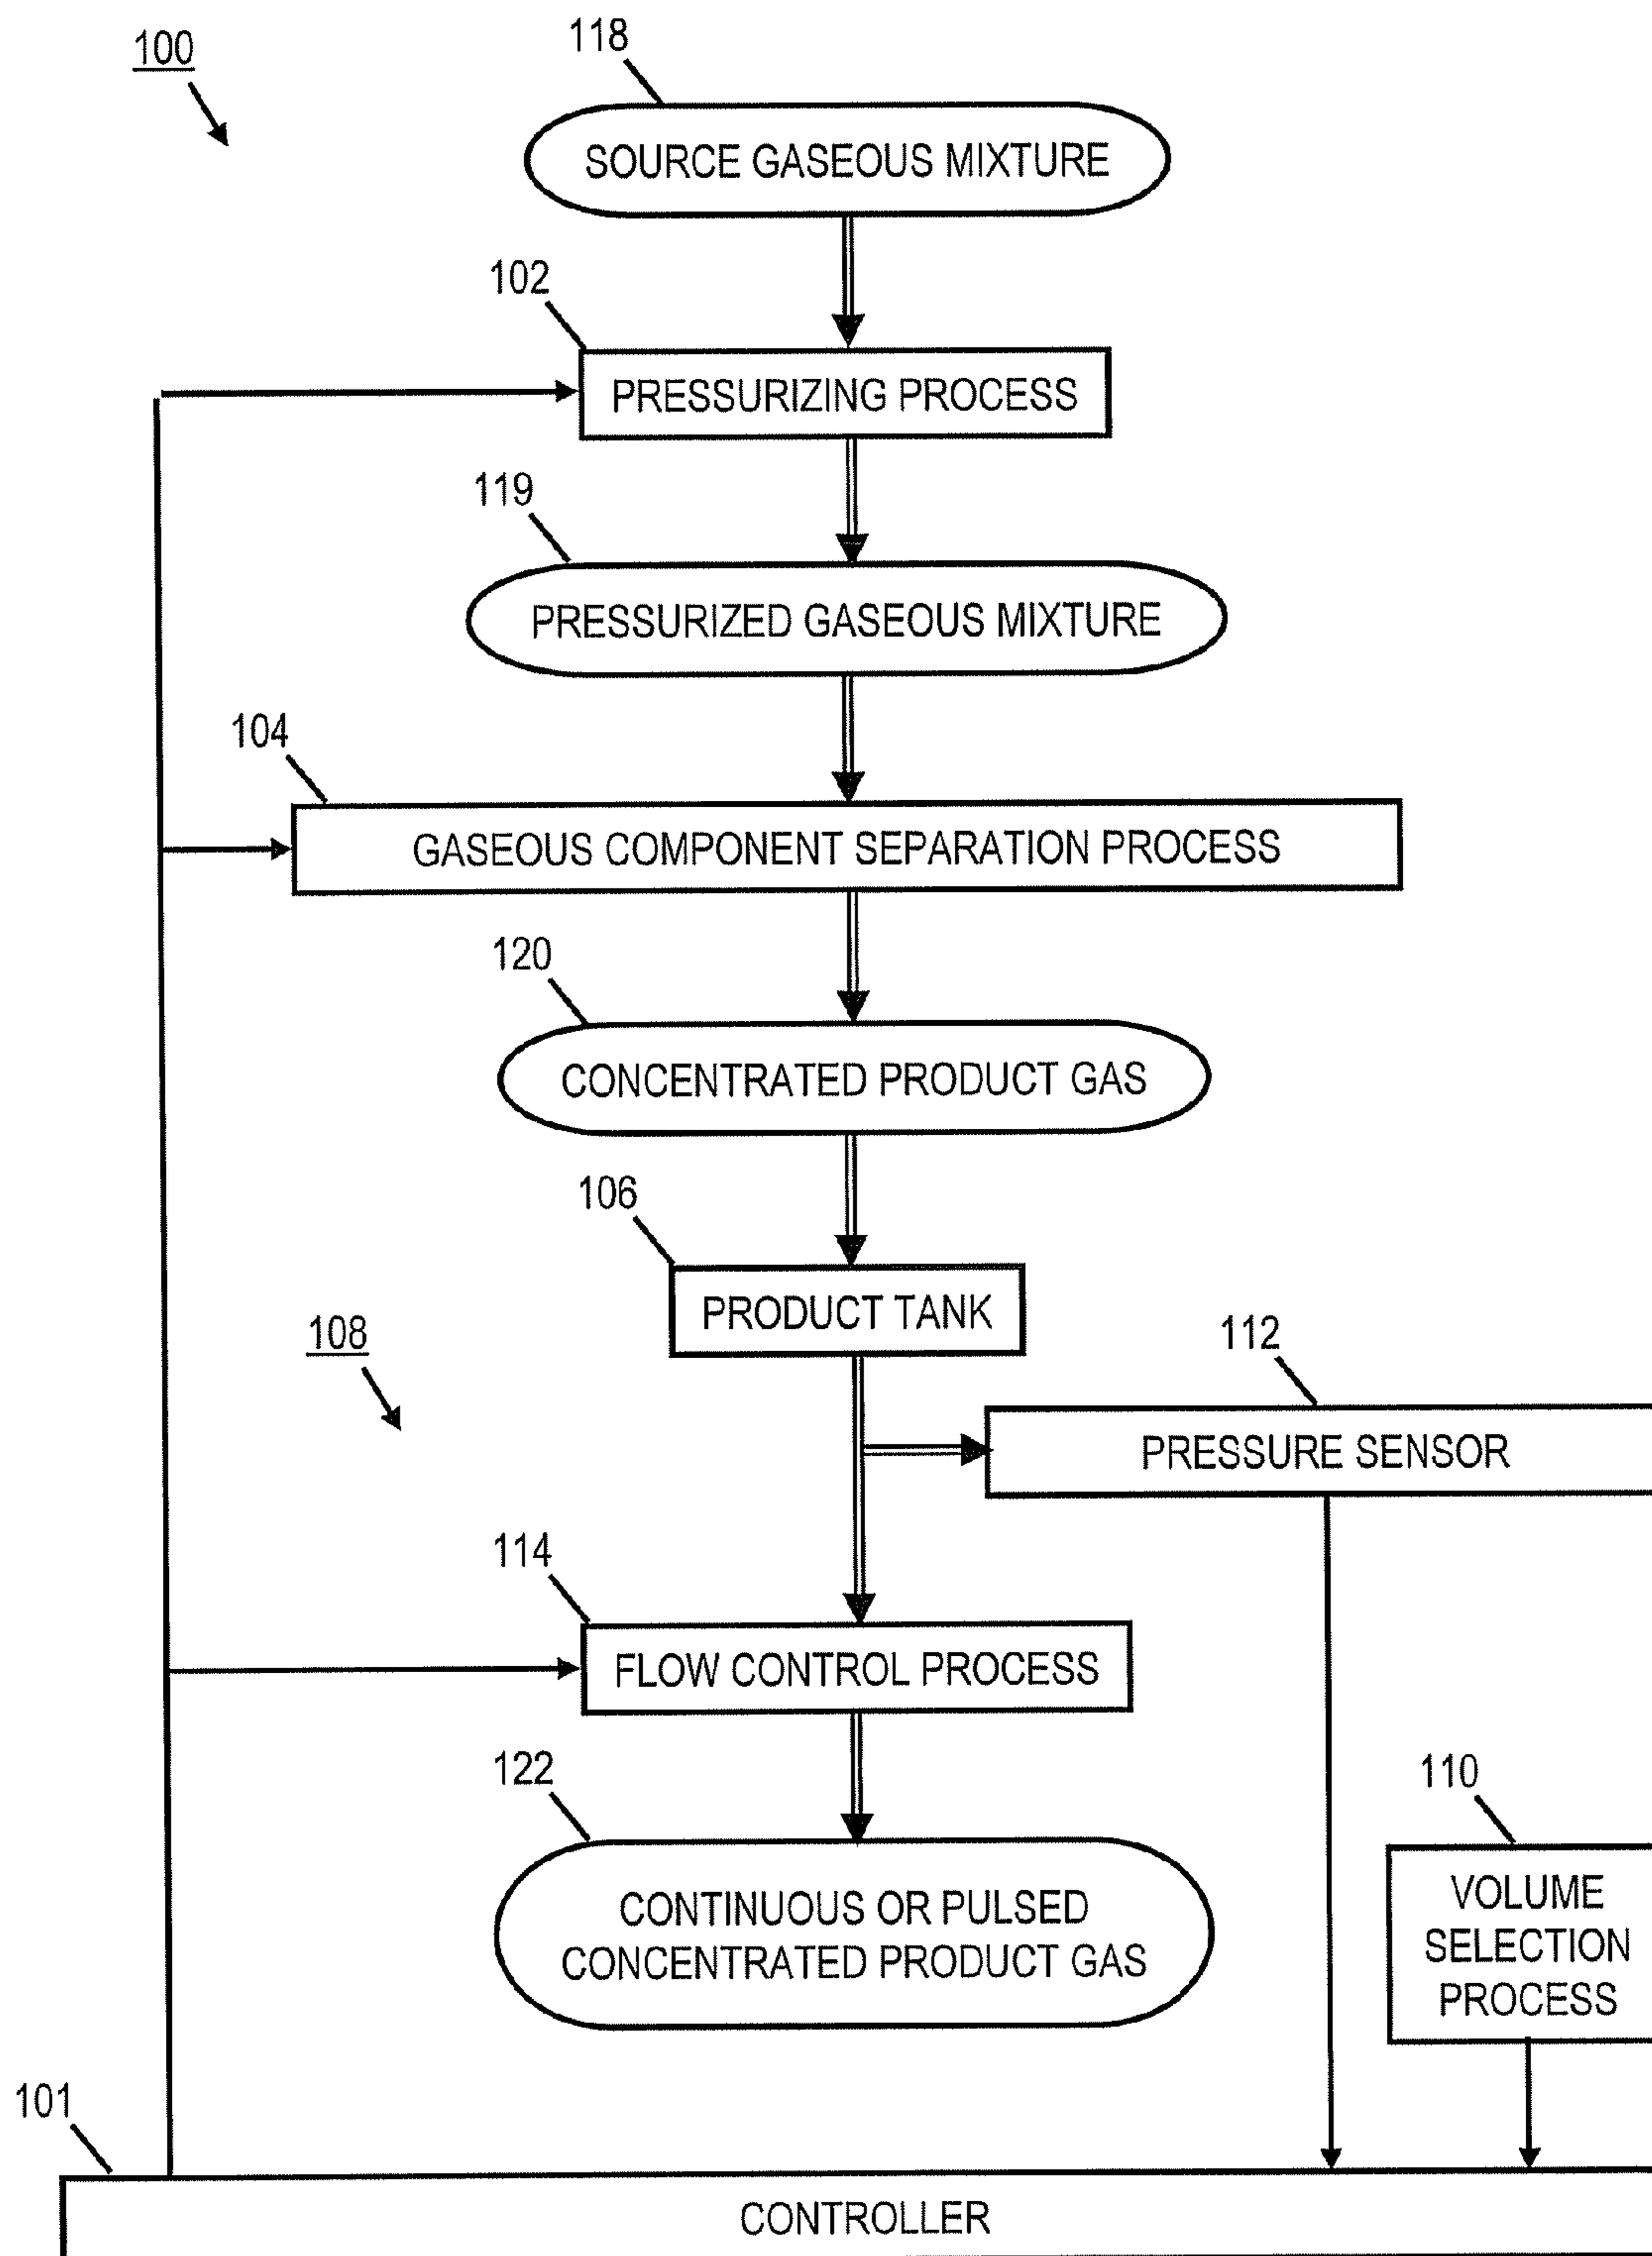 100
118
SOURCE GASEOUS MIXTURE
102
PRESSURIZING PROCESS
119
PRESSURIZED GASEOUS MIXTURE
104
GASEOUS COMPONENT SEPARATION PROCESS
120
CONCENTRATED PRODUCT GAS
106
PRODUCT TANK
108
112
PRESSURE SENSOR
114
FLOW CONTROL PROCESS
122
CONTINUOUS OR PULSED
CONCENTRATED PRODUCT GAS
110
VOLUME
SELECTION
PROCESS
101
CONTROLLER